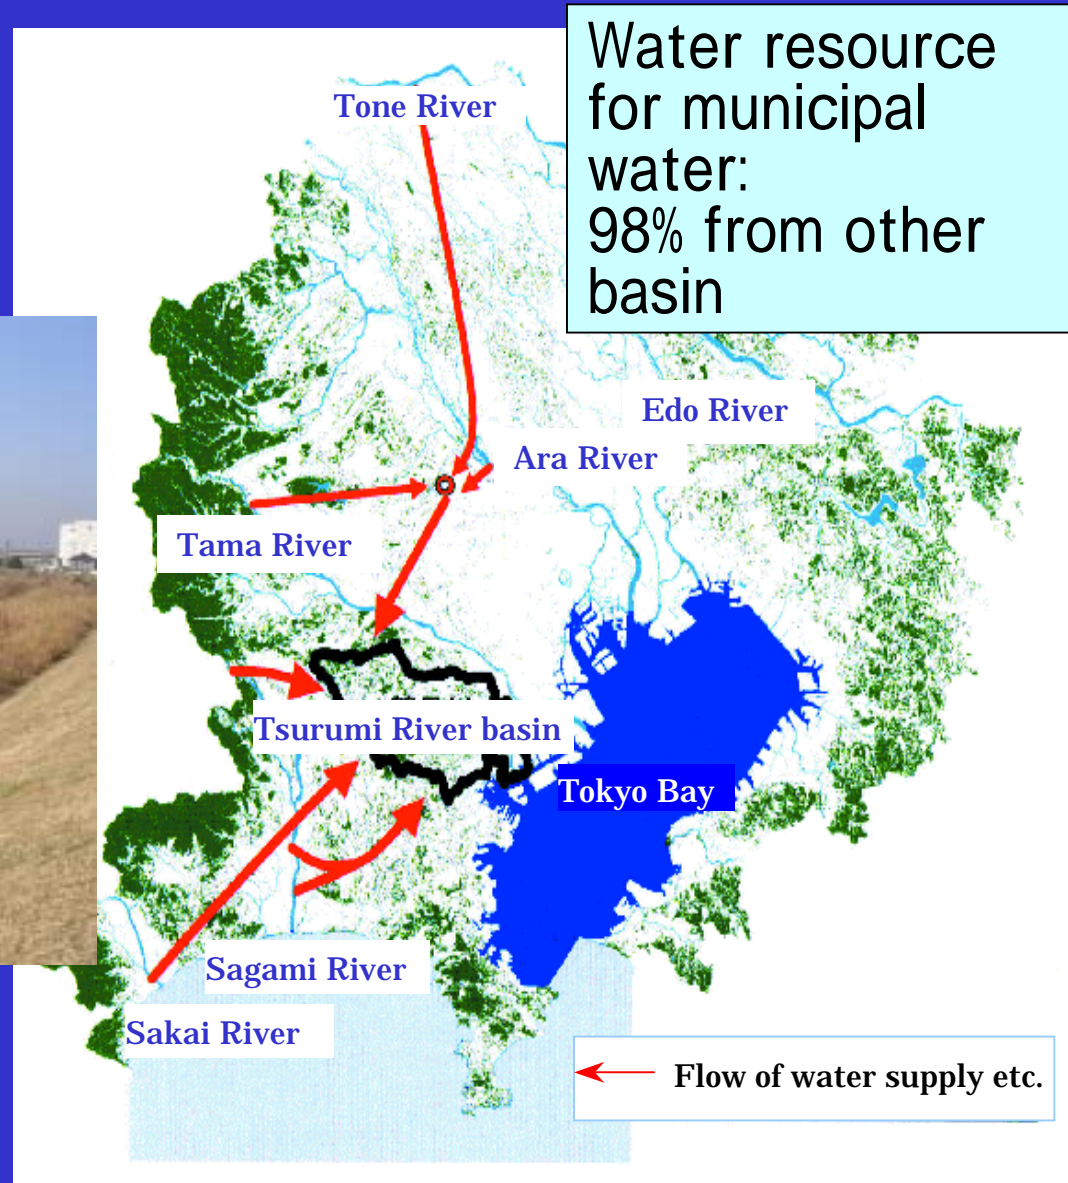 Water resource
for municipal
water:
98% from other
basin
Tone River
Edo River
Ara River
Tama River
Tsurumi River basin
Tokyo Bay
Sagami River
Sakai River
Flow of water supply etc.